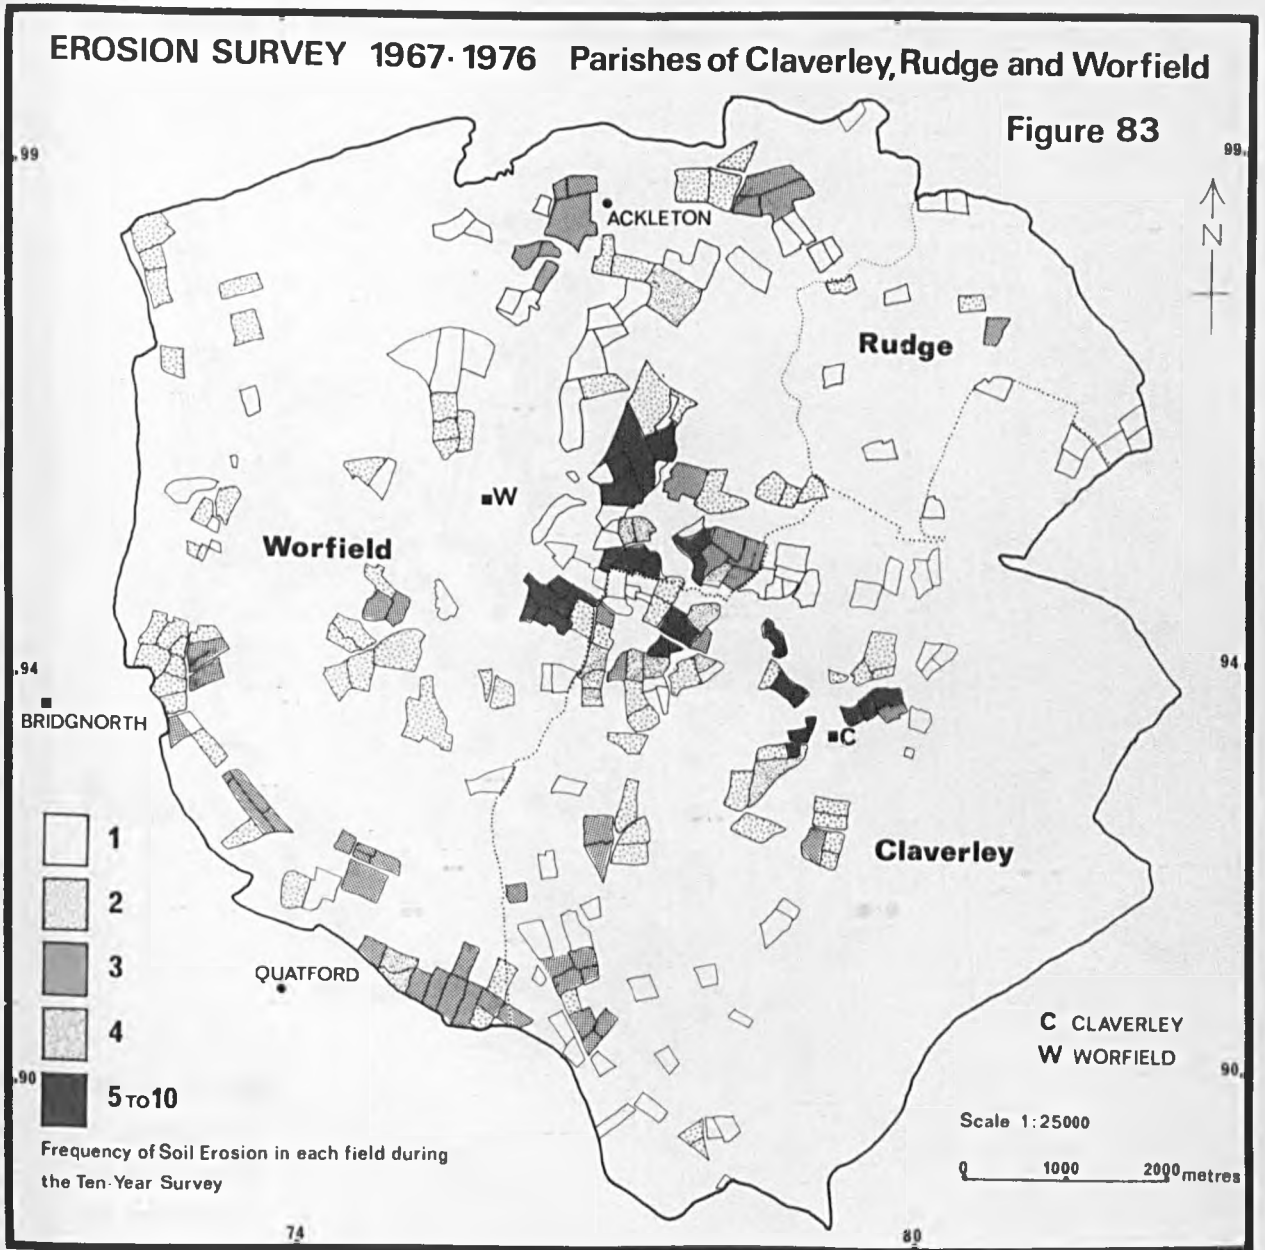 EROSION SURVEY 1967·1976 Parishes of Claverley, Rudge and Worfield
Figure 83
99
99
N
ACKLETON
Rudge
W
Worfield
94
94
BRIDGNORTH
C
Claverley
1
2
3
4
5 TO 10
QUATFORD
C CLAVERLEY
W WORFIELD
90
90
Scale 1:25000
0 1000 2000 metres
Frequency of Soil Erosion in each field during
the Ten-Year Survey
74
80